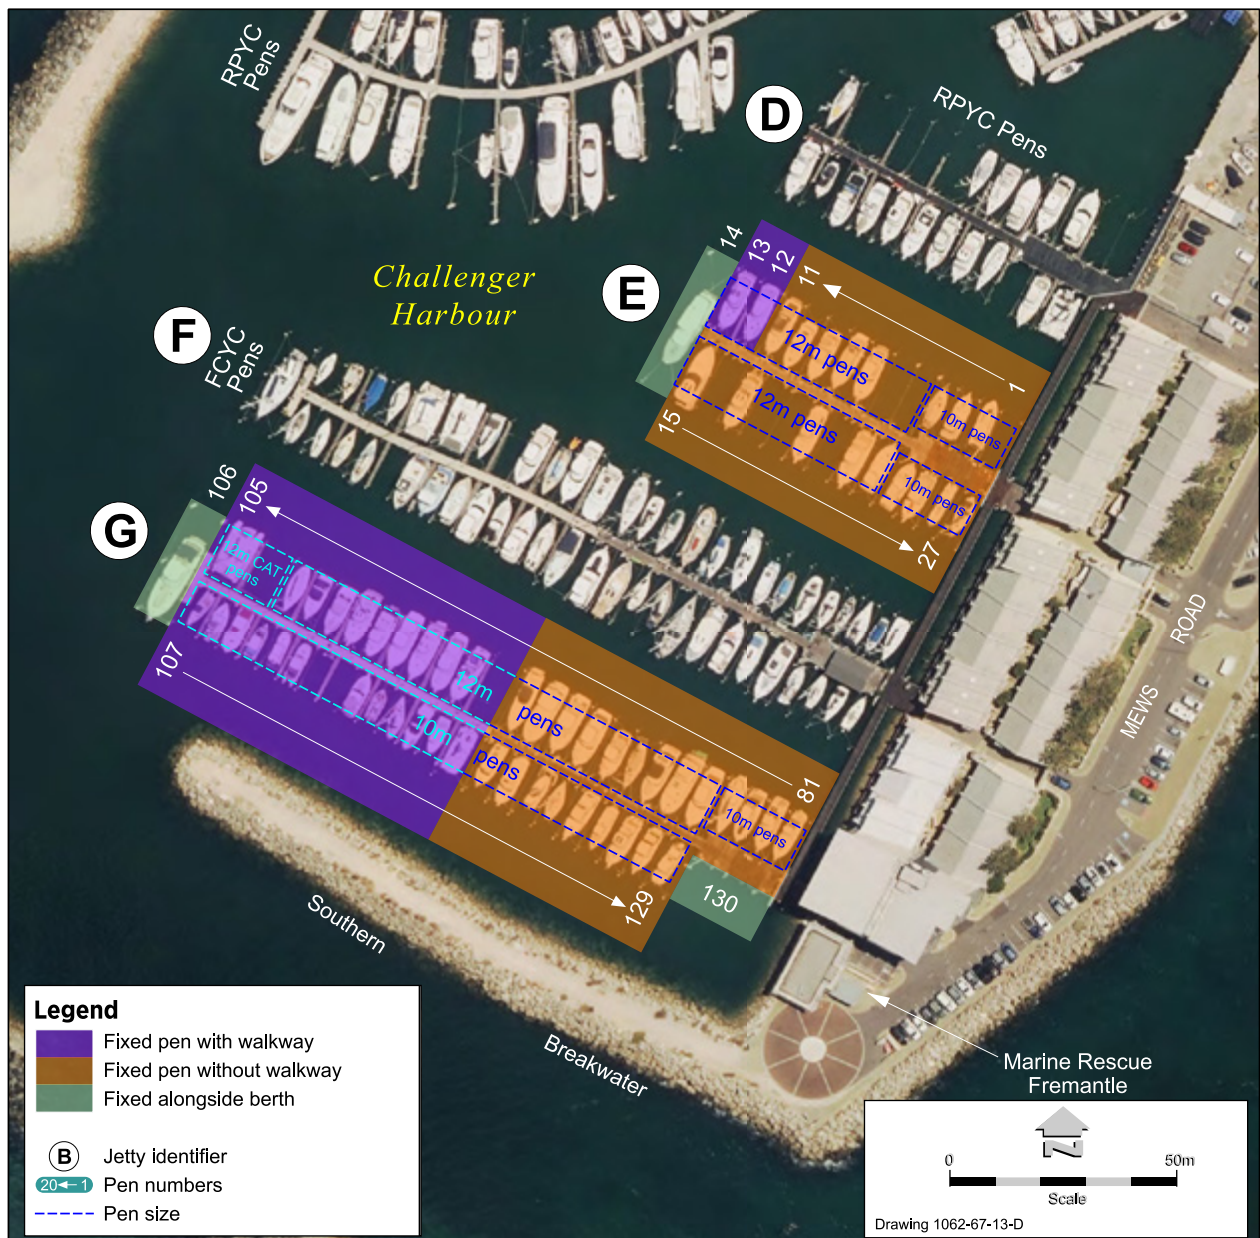 RPYC
Pens
D
RPYC Pens
14
13
12
11
E
Challenger
Harbour
12m pens
1
10m pens
F
FCYC
Pens
12m pens
15
10m pens
27
106
105
G
12m CAT
pens
107
12m
pens
10m
pens
81
10m pens
129
130
MEWS ROAD
Southern
Breakwater
Marine Rescue
Fremantle
Legend
Fixed pen with walkway
Fixed pen without walkway
Fixed alongside berth
B Jetty identifier
20 1 Pen numbers
Pen size
N
0 50m
Scale
Drawing 1062-67-13-D